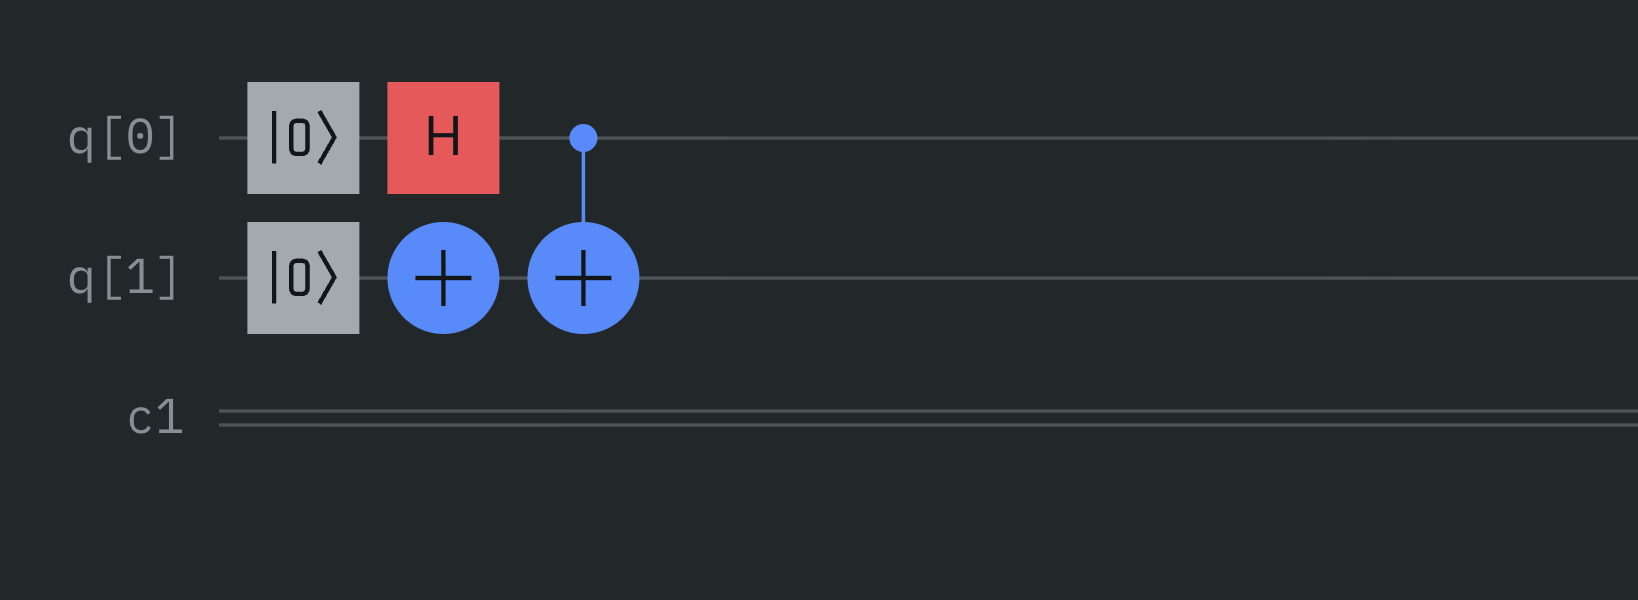 q[0] |0⟩ H
q[1] |0⟩ + +
c1